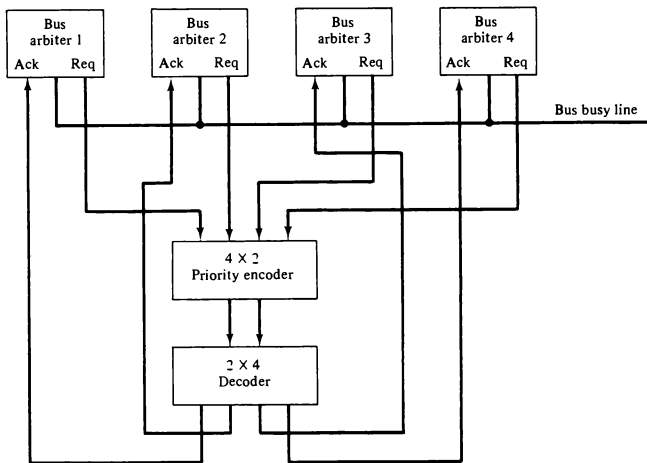 Bus
arbiter 1
Ack Req
Bus
arbiter 2
Ack Req
Bus
arbiter 3
Ack Req
Bus
arbiter 4
Ack Req
Bus busy line
4 × 2
Priority encoder
2 × 4
Decoder